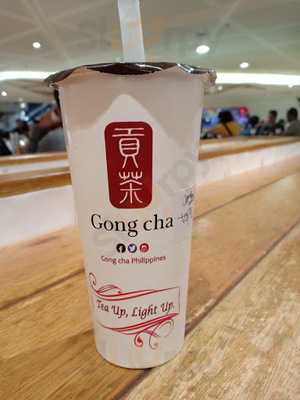 貢
茶
Gong cha
Gong cha Philippines
Tea Up, Light Up.